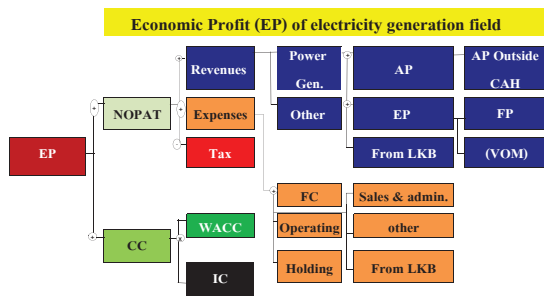 Economic Profit (EP) of electricity generation field
Revenues
Power
Gen.
AP
AP Outside
CAH
NOPAT
Expenses
Other
EP
FP
EP
Tax
From LKB
(VOM)
FC
Sales & admin.
WACC
Operating
other
CC
IC
Holding
From LKB